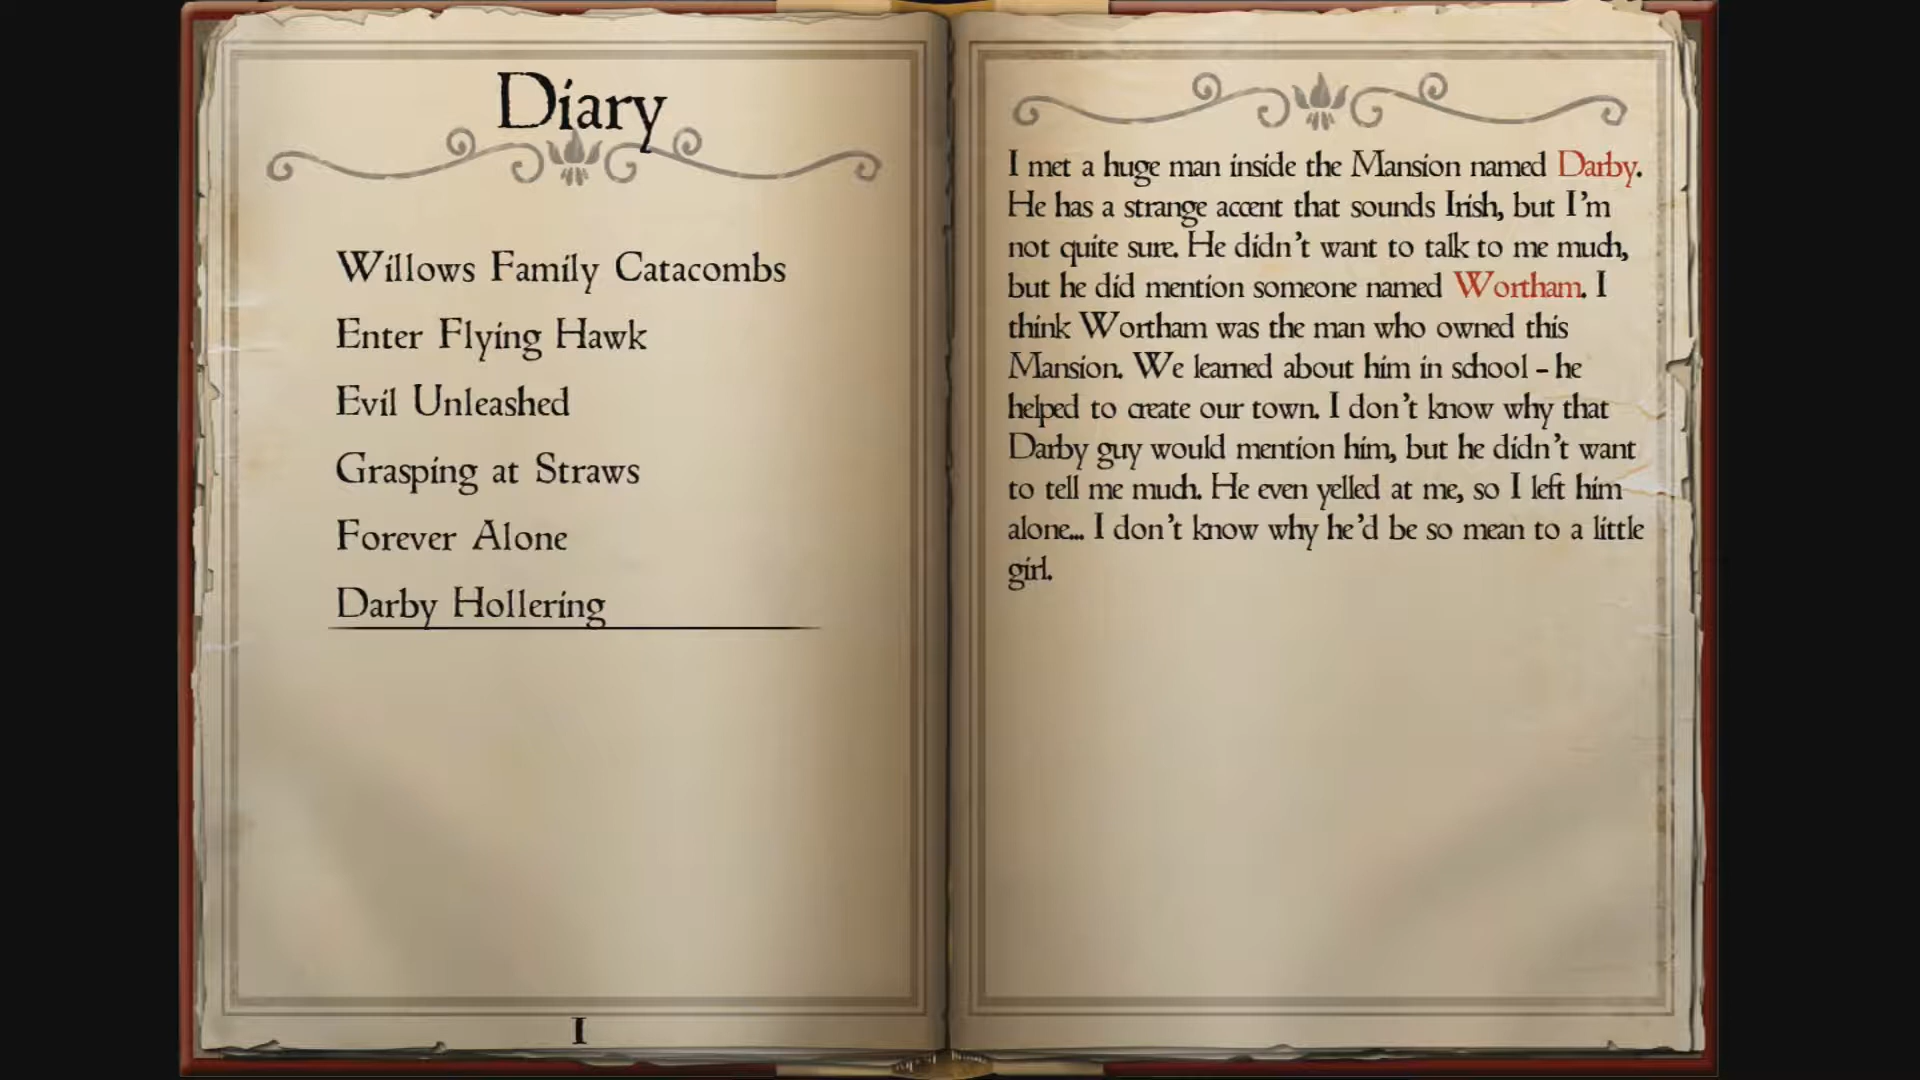 Diary
Willows Family Catacombs
Enter Flying Hawk
Evil Unleashed
Grasping at Straws
Forever Alone
Darby Hollering
I
I met a huge man inside the Mansion named Darby.
He has a strange accent that sounds Irish, but I'm
not quite sure. He didn't want to talk to me much,
but he did mention someone named Wortham. I
think Wortham was the man who owned this
Mansion. We learned about him in school - he
helped to create our town. I don't know why that
Darby guy would mention him, but he didn't want
to tell me much. He even yelled at me, so I left him
alone... I don't know why he'd be so mean to a little
girl.